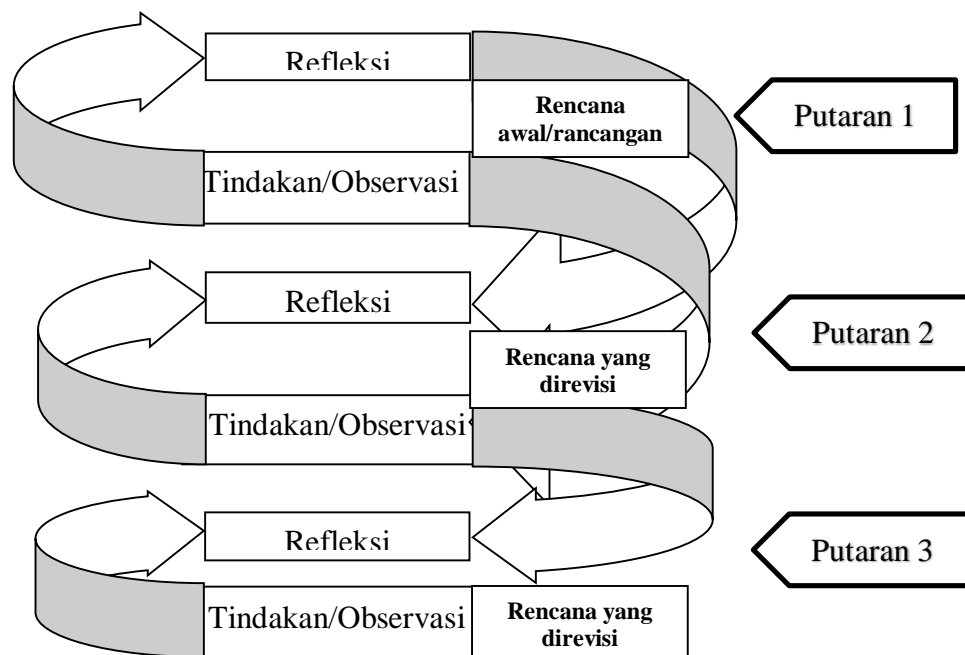 Refleksi
Rencana
awal/rancangan
Putaran 1
Tindakan/Observasi
Refleksi
Rencana yang
direvisi
Putaran 2
Tindakan/Observasi
Refleksi
Putaran 3
Tindakan/Observasi
Rencana yang
direvisi